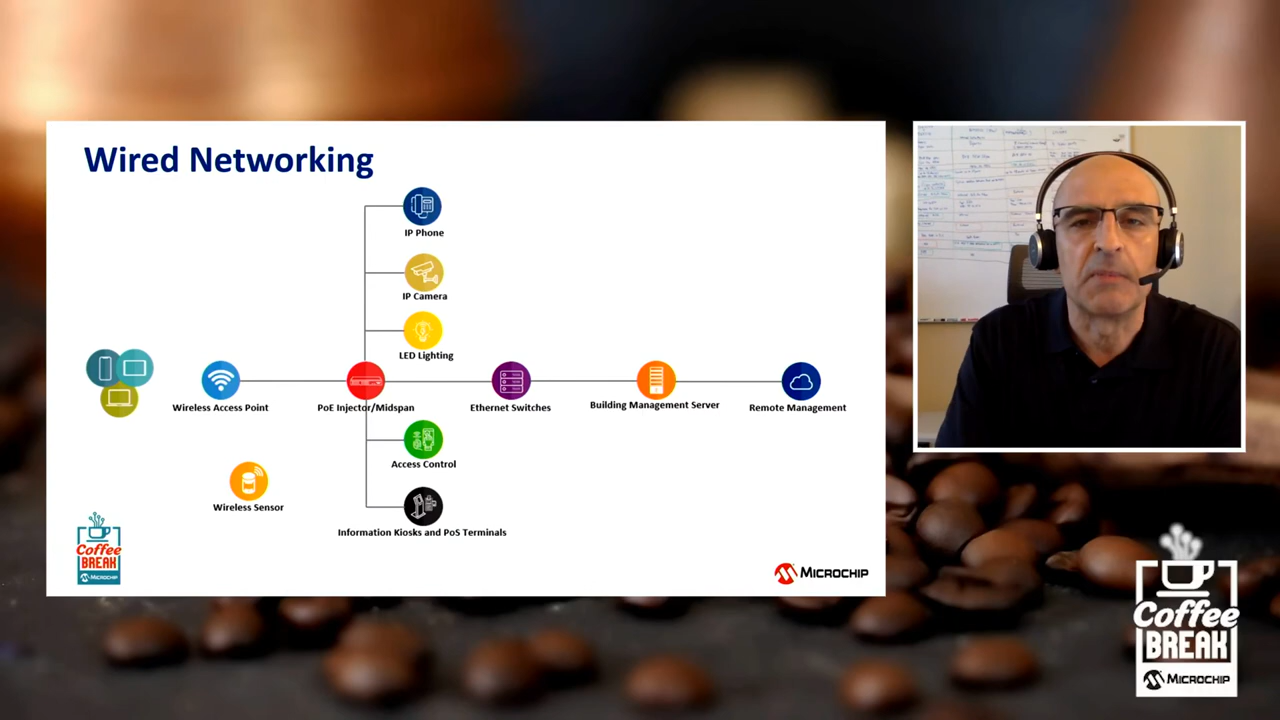 Wired Networking
IP Phone
IP Camera
LED Lighting
Wireless Access Point
PoE Injector/Midspan
Ethernet Switches
Building Management Server
Remote Management
Access Control
Wireless Sensor
Information Kiosks and PoS Terminals
Coffee
BREAK
MICROCHIP
MICROCHIP
Coffee
BREAK
MICROCHIP